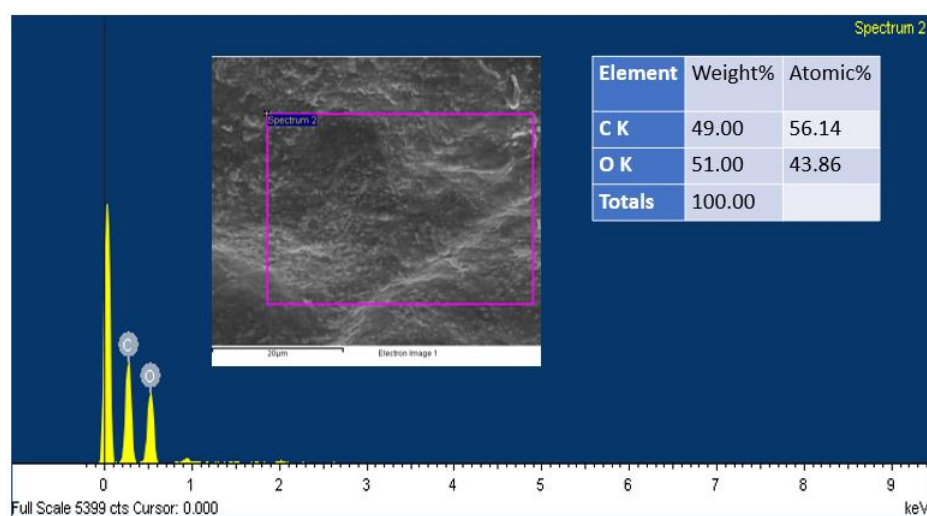 Spectrum 2
Element Weight% Atomic%
C K 49.00 56.14
O K 51.00 43.86
Totals 100.00
Spectrum 2
20µm Electron Image 1
C
O
0 1 2 3 4 5 6 7 8 9
Full Scale 5399 cts Cursor: 0.000 keV